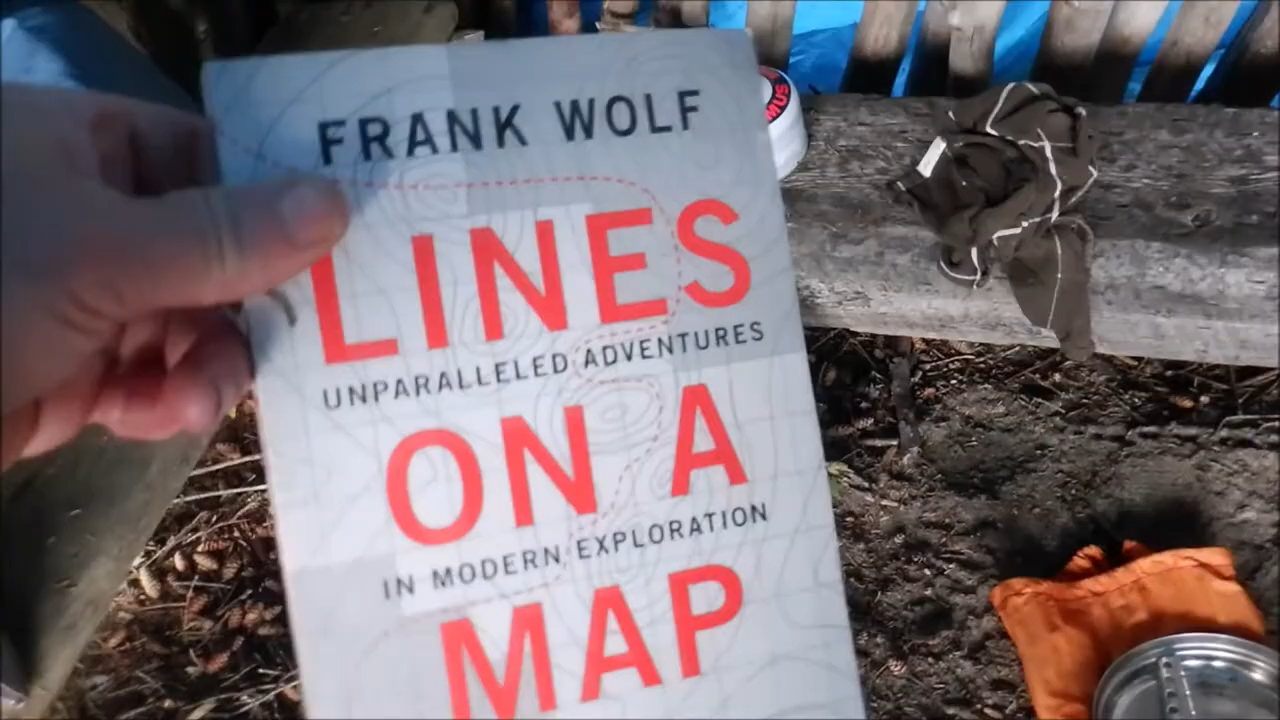 FRANK WOLF
LINES
UNPARALLELED ADVENTURES
ON A
IN MODERN EXPLORATION
MAP